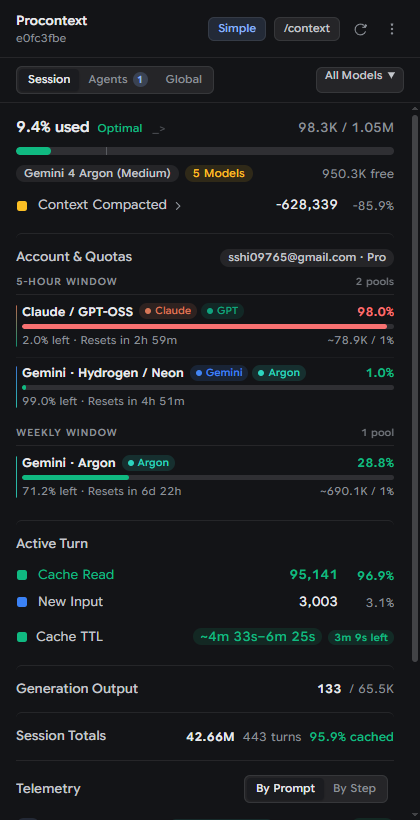 Procontext
e0fc3fbe
Simple /context
Session Agents 1 Global All Models ▼
9.4% used Optimal _> 98.3K / 1.05M
Gemini 4 Argon (Medium) 5 Models 950.3K free
Context Compacted > -628,339 -85.9%
Account & Quotas sshi09765@gmail.com · Pro
5-HOUR WINDOW 2 pools
Claude / GPT-OSS Claude GPT 98.0%
2.0% left · Resets in 2h 59m ~78.9K / 1%
Gemini · Hydrogen / Neon Gemini Argon 1.0%
99.0% left · Resets in 4h 51m
WEEKLY WINDOW 1 pool
Gemini · Argon Argon 28.8%
71.2% left · Resets in 6d 22h ~690.1K / 1%
Active Turn
Cache Read 95,141 96.9%
New Input 3,003 3.1%
Cache TTL ~4m 33s–6m 25s 3m 9s left
Generation Output 133 / 65.5K
Session Totals 42.66M 443 turns 95.9% cached
Telemetry By Prompt By Step